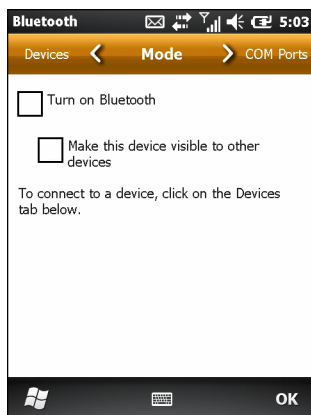 Bluetooth 5:03
Devices Mode COM Ports
Turn on Bluetooth
Make this device visible to other
devices
To connect to a device, click on the Devices
tab below.
OK